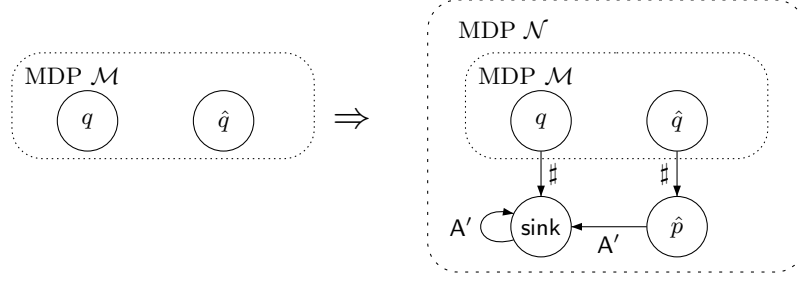 MDP 𝒩
MDP ℳ
MDP ℳ
q
q̂
⇒
q
q̂
♯
♯
A′
sink
A′
p̂